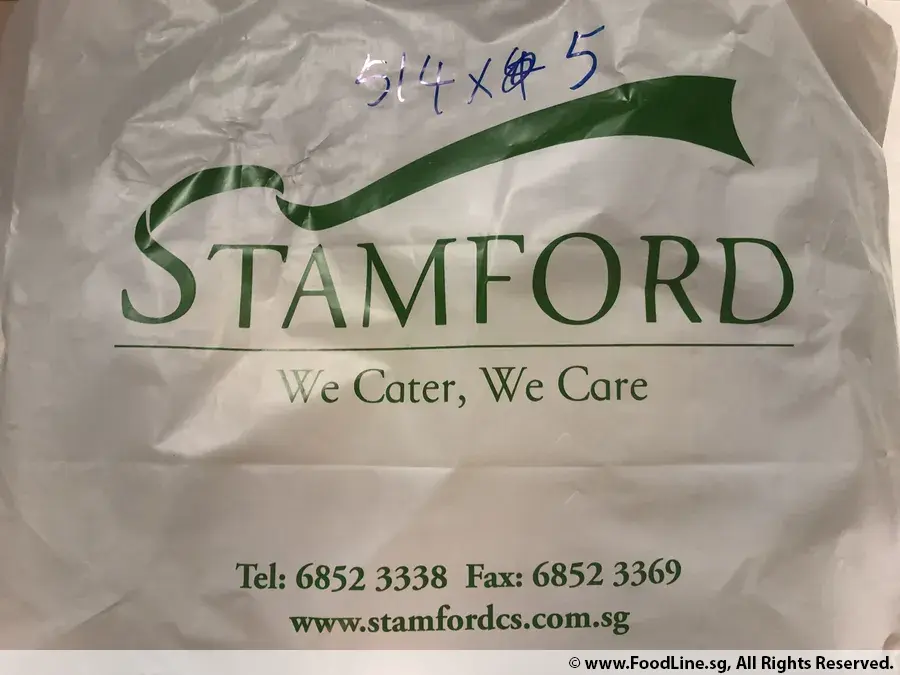 514 x 5
STAMFORD
We Cater, We Care
Tel: 6852 3338 Fax: 6852 3369
www.stamfordcs.com.sg
© www.FoodLine.sg, All Rights Reserved.